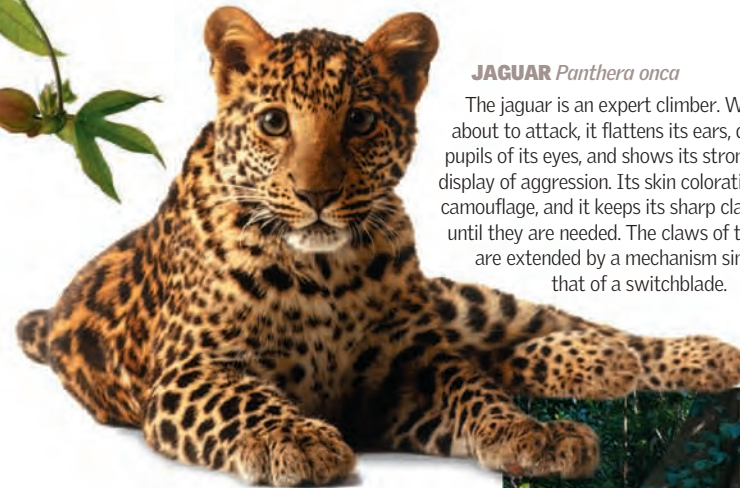 JAGUAR Panthera onca
The jaguar is an expert climber.
about to attack, it flattens its ears,
pupils of its eyes, and shows its
display of aggression. Its skin
camouflage, and it keeps its sharp
until they are needed. The claws of
are extended by a mechanism
that of a switchblade.